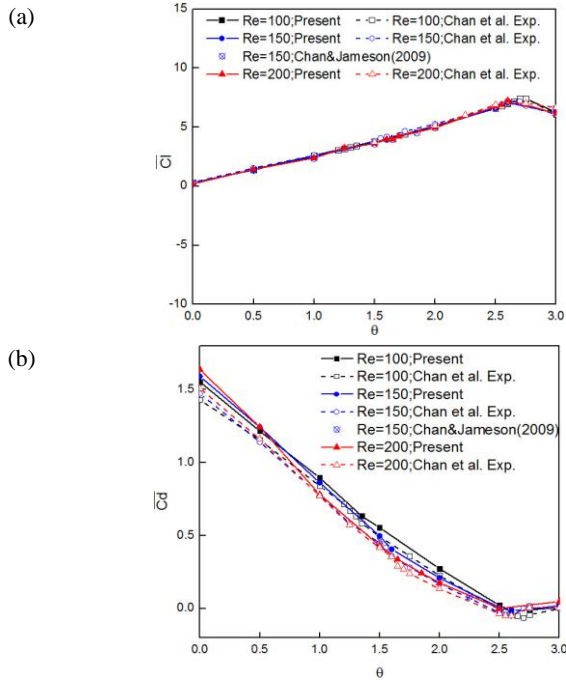 (a)
Re=100;Present Re=100;Chan et al. Exp.
Re=150;Present Re=150;Chan et al. Exp.
Re=150;Chan&Jameson(2009)
Re=200;Present Re=200;Chan et al. Exp.
15
10
5
0
-5
-10
Cl
0.0 0.5 1.0 1.5 2.0 2.5 3.0
θ
(b)
Re=100;Present
Re=100;Chan et al. Exp.
Re=150;Present
Re=150;Chan et al. Exp.
Re=150;Chan&Jameson(2009)
Re=200;Present
Re=200;Chan et al. Exp.
1.5
1.0
0.5
0.0
Cd
0.0 0.5 1.0 1.5 2.0 2.5 3.0
θ